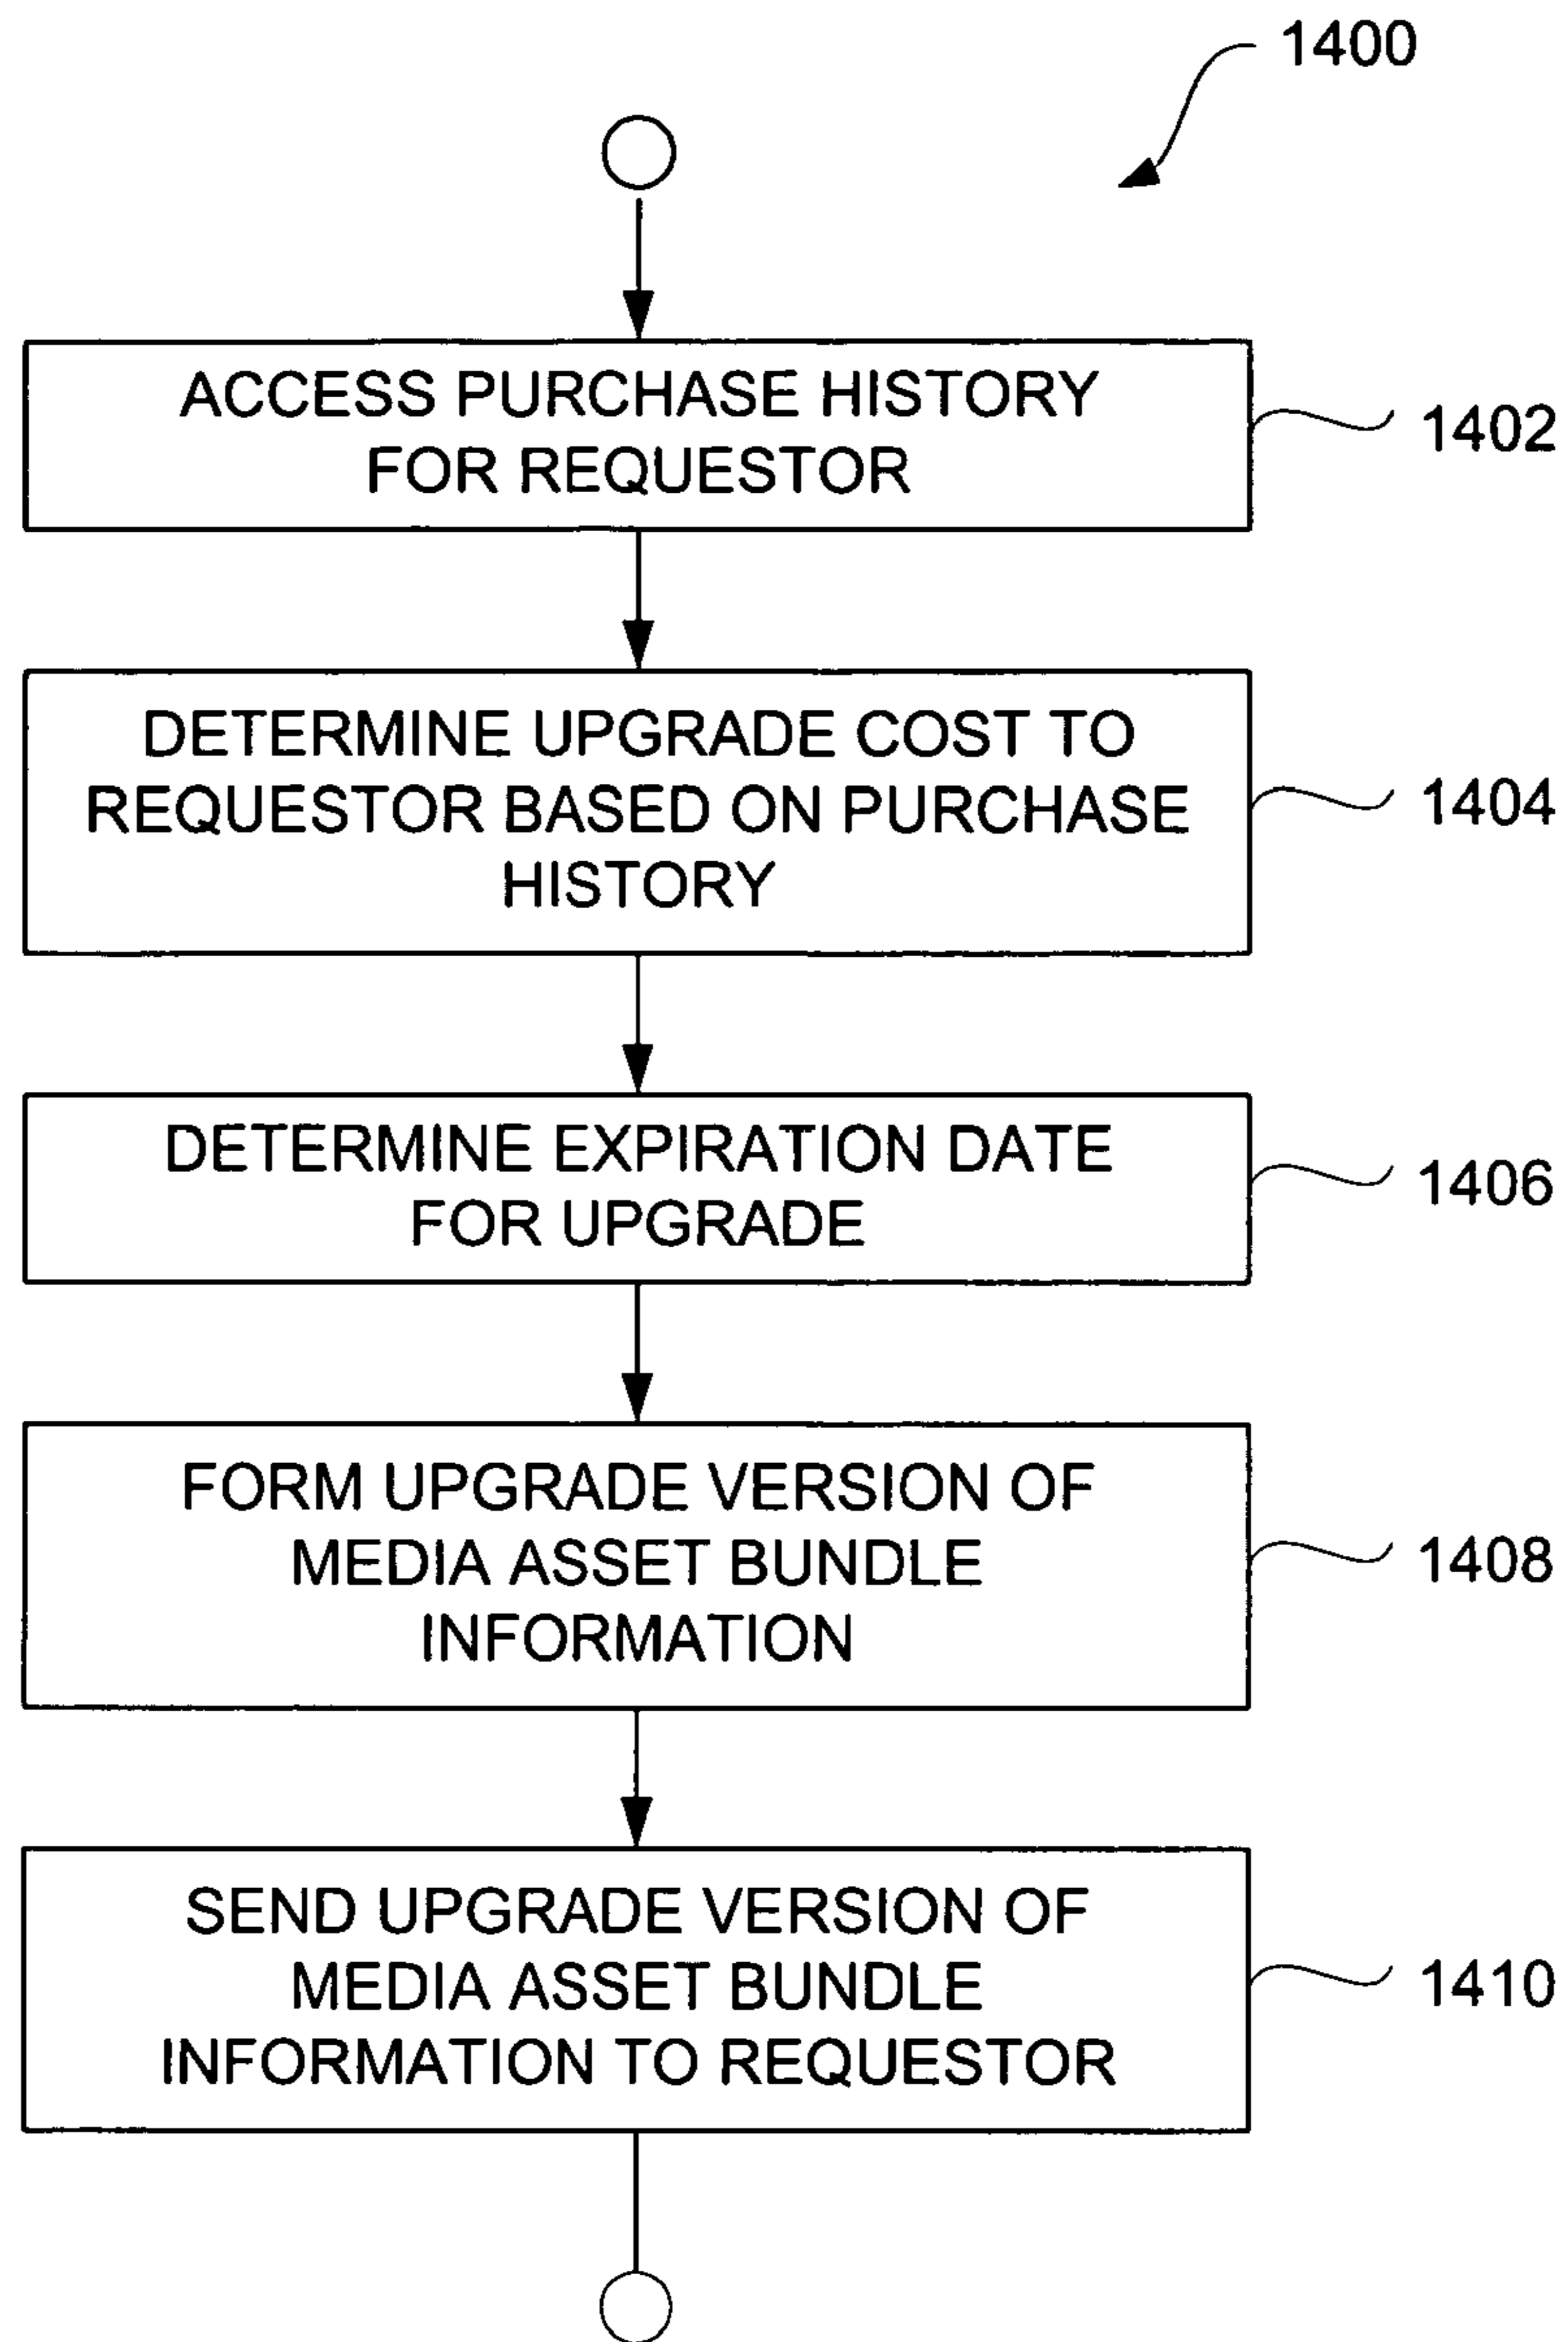 1400
ACCESS PURCHASE HISTORY
FOR REQUESTOR
1402
DETERMINE UPGRADE COST TO
REQUESTOR BASED ON PURCHASE
HISTORY
1404
DETERMINE EXPIRATION DATE
FOR UPGRADE
1406
FORM UPGRADE VERSION OF
MEDIA ASSET BUNDLE
INFORMATION
1408
SEND UPGRADE VERSION OF
MEDIA ASSET BUNDLE
INFORMATION TO REQUESTOR
1410